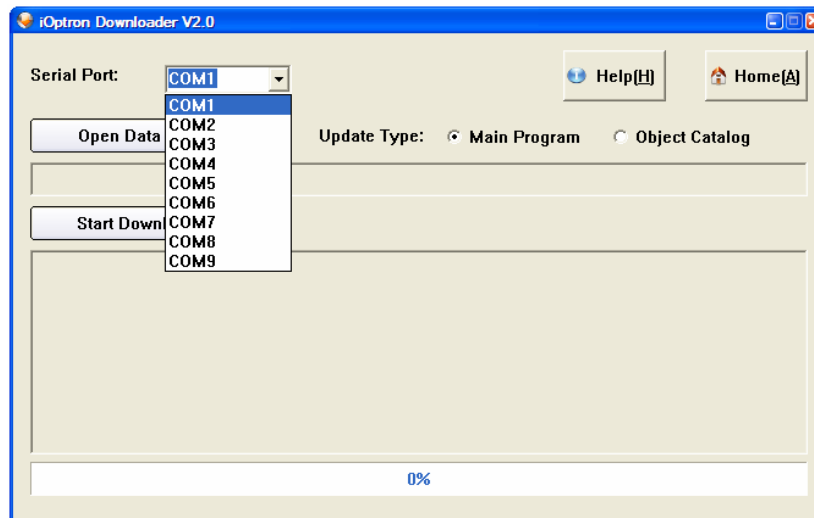 iOptron Downloader V2.0
Serial Port: COM1 Help(H) Home(A)
COM1
Open Data COM2 Update Type: Main Program Object Catalog
COM3
COM4
COM5
COM6
Start COM7
COM8
COM9
0%